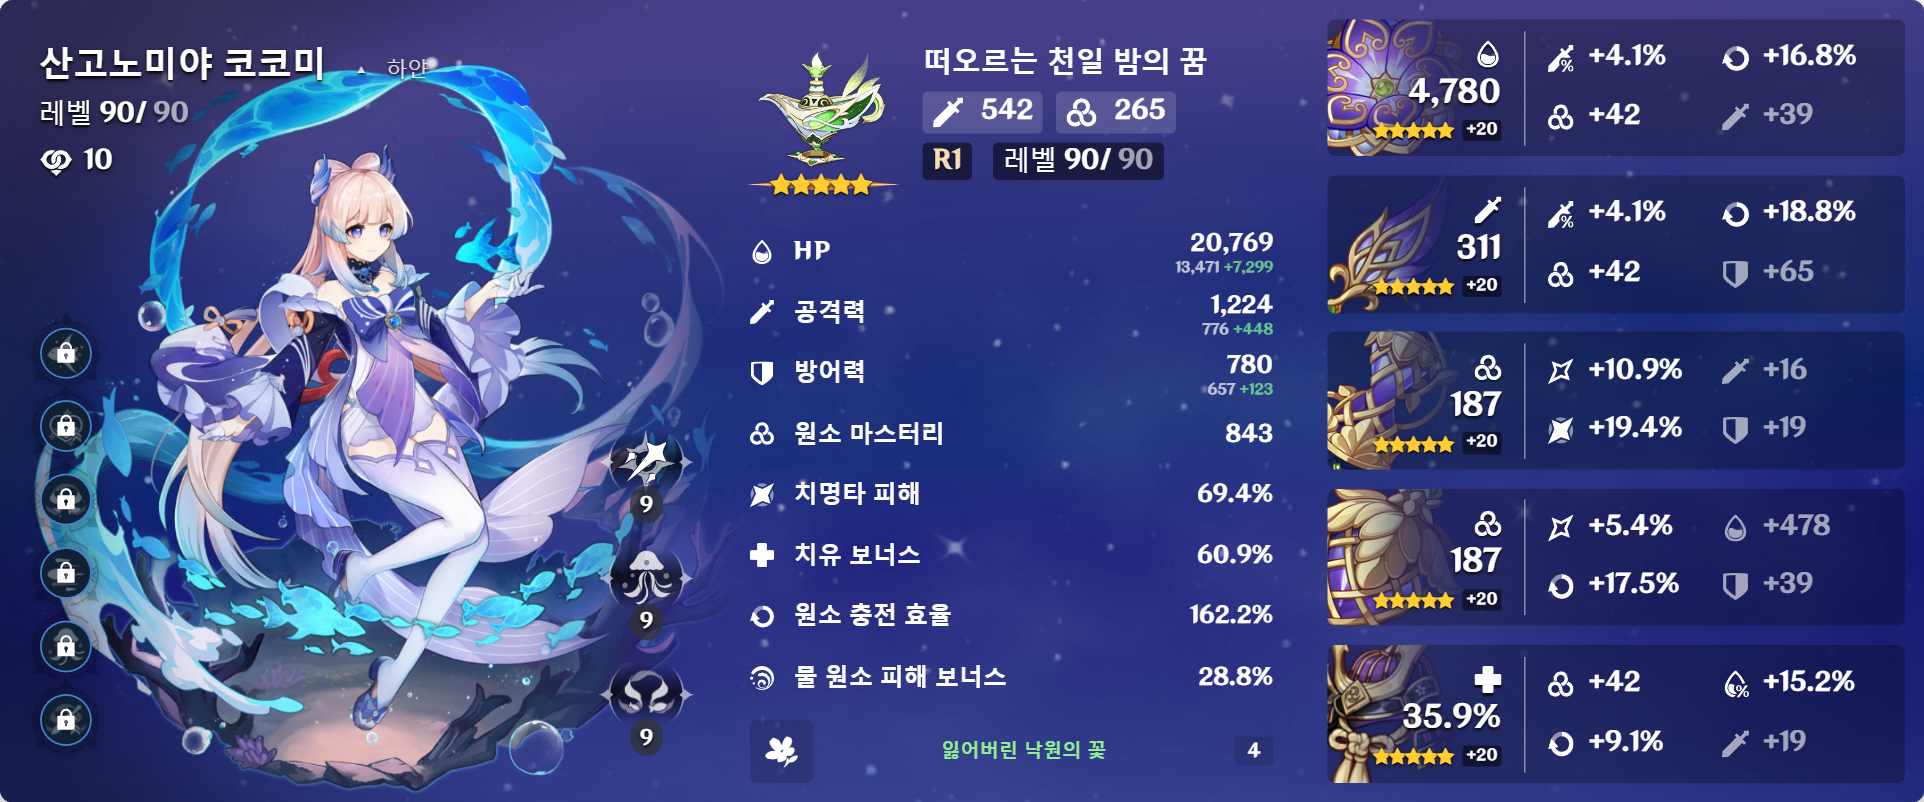 산고노미야 코코미 하얀
레벨 90/ 90
10
9
9
9
떠오르는 천일 밤의 꿈
542 265
R1 레벨 90/ 90
HP 20,769
13,471 +7,299
공격력 1,224
776 +448
방어력 780
657 +123
원소 마스터리 843
치명타 피해 69.4%
치유 보너스 60.9%
원소 충전 효율 162.2%
물 원소 피해 보너스 28.8%
잃어버린 낙원의 꽃 4
4,780
+20
+4.1% +16.8%
+42 +39
311
+20
+4.1% +18.8%
+42 +65
187
+20
+10.9% +16
+19.4% +19
187
+20
+5.4% +478
+17.5% +39
35.9%
+20
+42 +15.2%
+9.1% +19